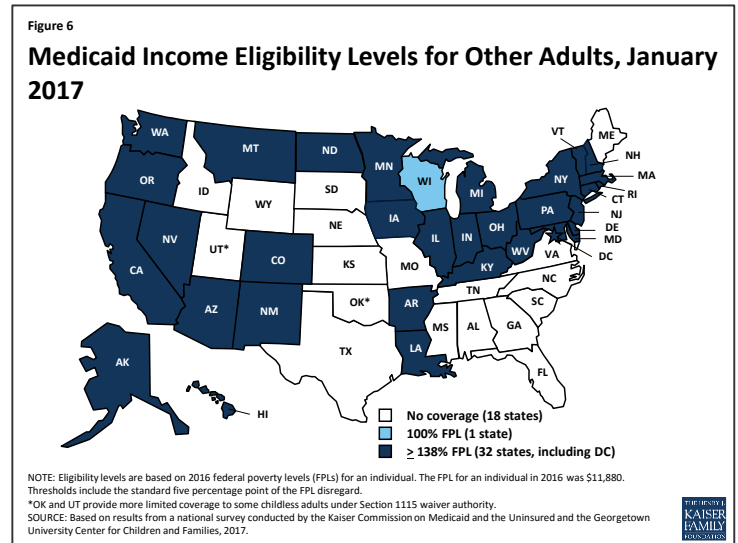 Figure 6
Medicaid Income Eligibility Levels for Other Adults, January
2017
WA
MT
ND
MN
OR
ID
WY
SD
WI
MI
NY
VT
ME
NH
MA
RI
CT
NJ
DE
MD
DC
PA
NV
UT*
CO
NE
IA
IL
IN
OH
WV
VA
CA
KS
MO
KY
NC
AZ
NM
OK*
AR
TN
SC
TX
LA
MS
AL
GA
FL
AK
HI
No coverage (18 states)
100% FPL (1 state)
> 138% FPL (32 states, including DC)
NOTE: Eligibility levels are based on 2016 federal poverty levels (FPLs) for an individual. The FPL for an individual in 2016 was $11,880.
Thresholds include the standard five percentage point of the FPL disregard.
*OK and UT provide more limited coverage to some childless adults under Section 1115 waiver authority.
SOURCE: Based on results from a national survey conducted by the Kaiser Commission on Medicaid and the Uninsured and the Georgetown
University Center for Children and Families, 2017.
THE HENRY J.
KAISER
FAMILY
FOUNDATION